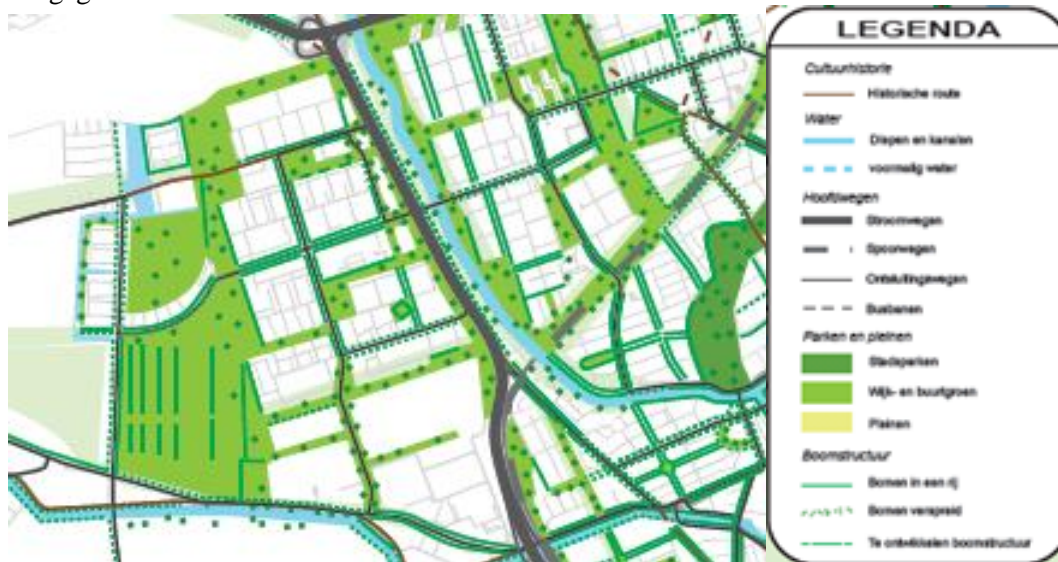 LEGENDA
Cultuurhistorie
Historische route
Water
Diepen en kanalen
voormalig water
Hoofdwegen
Stroomwegen
Spoorwegen
Ontsluitingswegen
Busbanen
Parken en pleinen
Stadsparken
Wijk- en buurtgroen
Pleinen
Boomstructuur
Bomen in een rij
Bomen verspreid
Te ontwikkelen boomstructuur